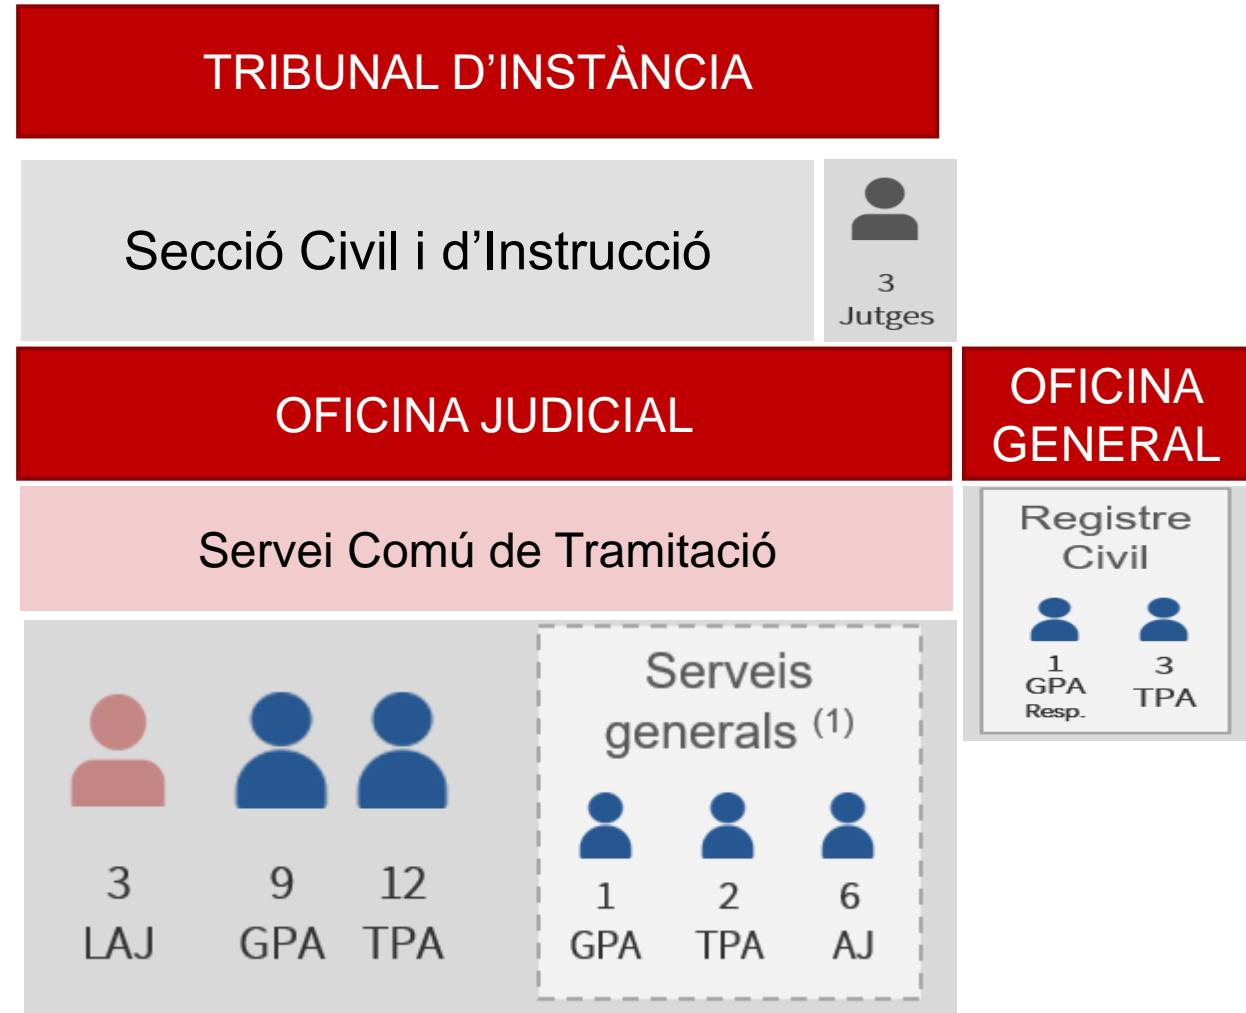 TRIBUNAL D’INSTÀNCIA
Secció Civil i d’Instrucció
3
Jutges
OFICINA JUDICIAL
OFICINA
GENERAL
Servei Comú de Tramitació
Registre
Civil
1
GPA
Resp.
3
TPA
3
LAJ
9
GPA
12
TPA
Serveis
generals (1)
1
GPA
2
TPA
6
AJ